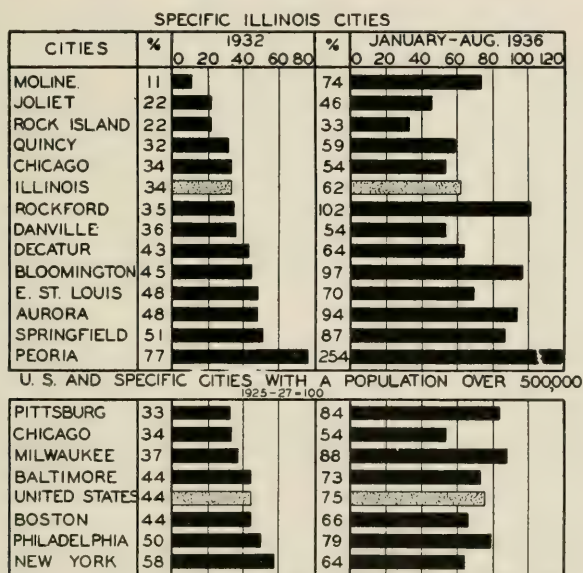 SPECIFIC ILLINOIS CITIES
CITIES % 1932 % JANUARY-AUG. 1936
0 20 40 60 80 0 20 40 60 80 100 120
MOLINE. 11 74
JOLIET 22 46
ROCK ISLAND 22 33
QUINCY 32 59
CHICAGO 34 54
ILLINOIS 34 62
ROCKFORD 35 102
DANVILLE 36 54
DECATUR 43 64
BLOOMINGTON 45 97
E. ST. LOUIS 48 70
AURORA 48 94
SPRINGFIELD 51 87
PEORIA 77 254
U. S. AND SPECIFIC CITIES WITH A POPULATION OVER 500,000
1925-27=100
PITTSBURG 33 84
CHICAGO 34 54
MILWAUKEE 37 88
BALTIMORE 44 73
UNITED STATES 44 75
BOSTON 44 66
PHILADELPHIA 50 79
NEW YORK 58 64